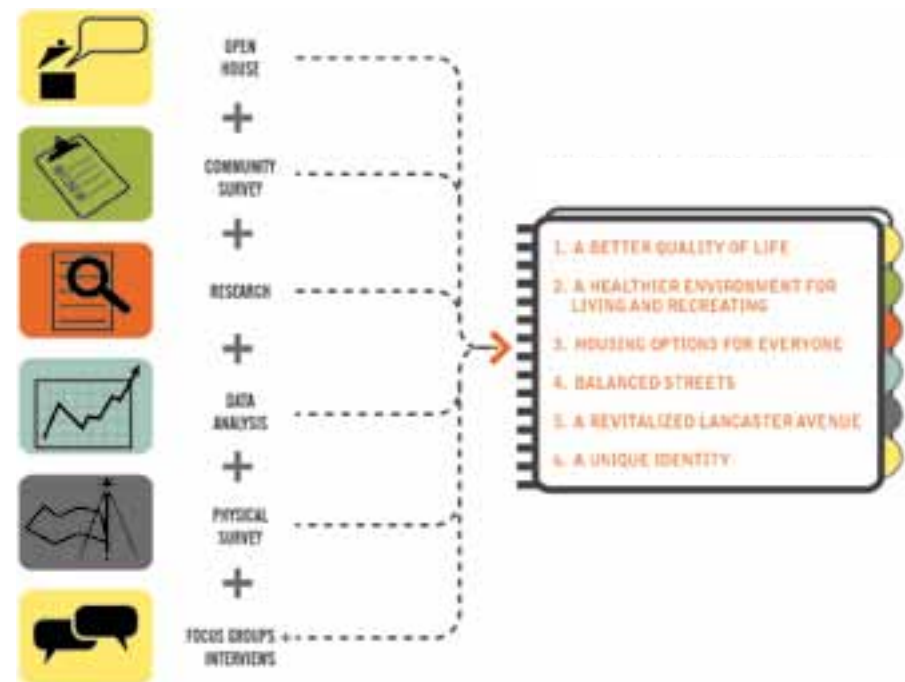 OPEN
HOUSE
+
COMMUNITY
SURVEY
+
RESEARCH
+
DATA
ANALYSIS
+
PHYSICAL
SURVEY
+
FOCUS GROUPS +
INTERVIEWS
1. A BETTER QUALITY OF LIFE
2. A HEALTHIER ENVIRONMENT FOR
LIVING AND RECREATING
3. HOUSING OPTIONS FOR EVERYONE
4. BALANCED STREETS
5. A REVITALIZED LANCASTER AVENUE
6. A UNIQUE IDENTITY